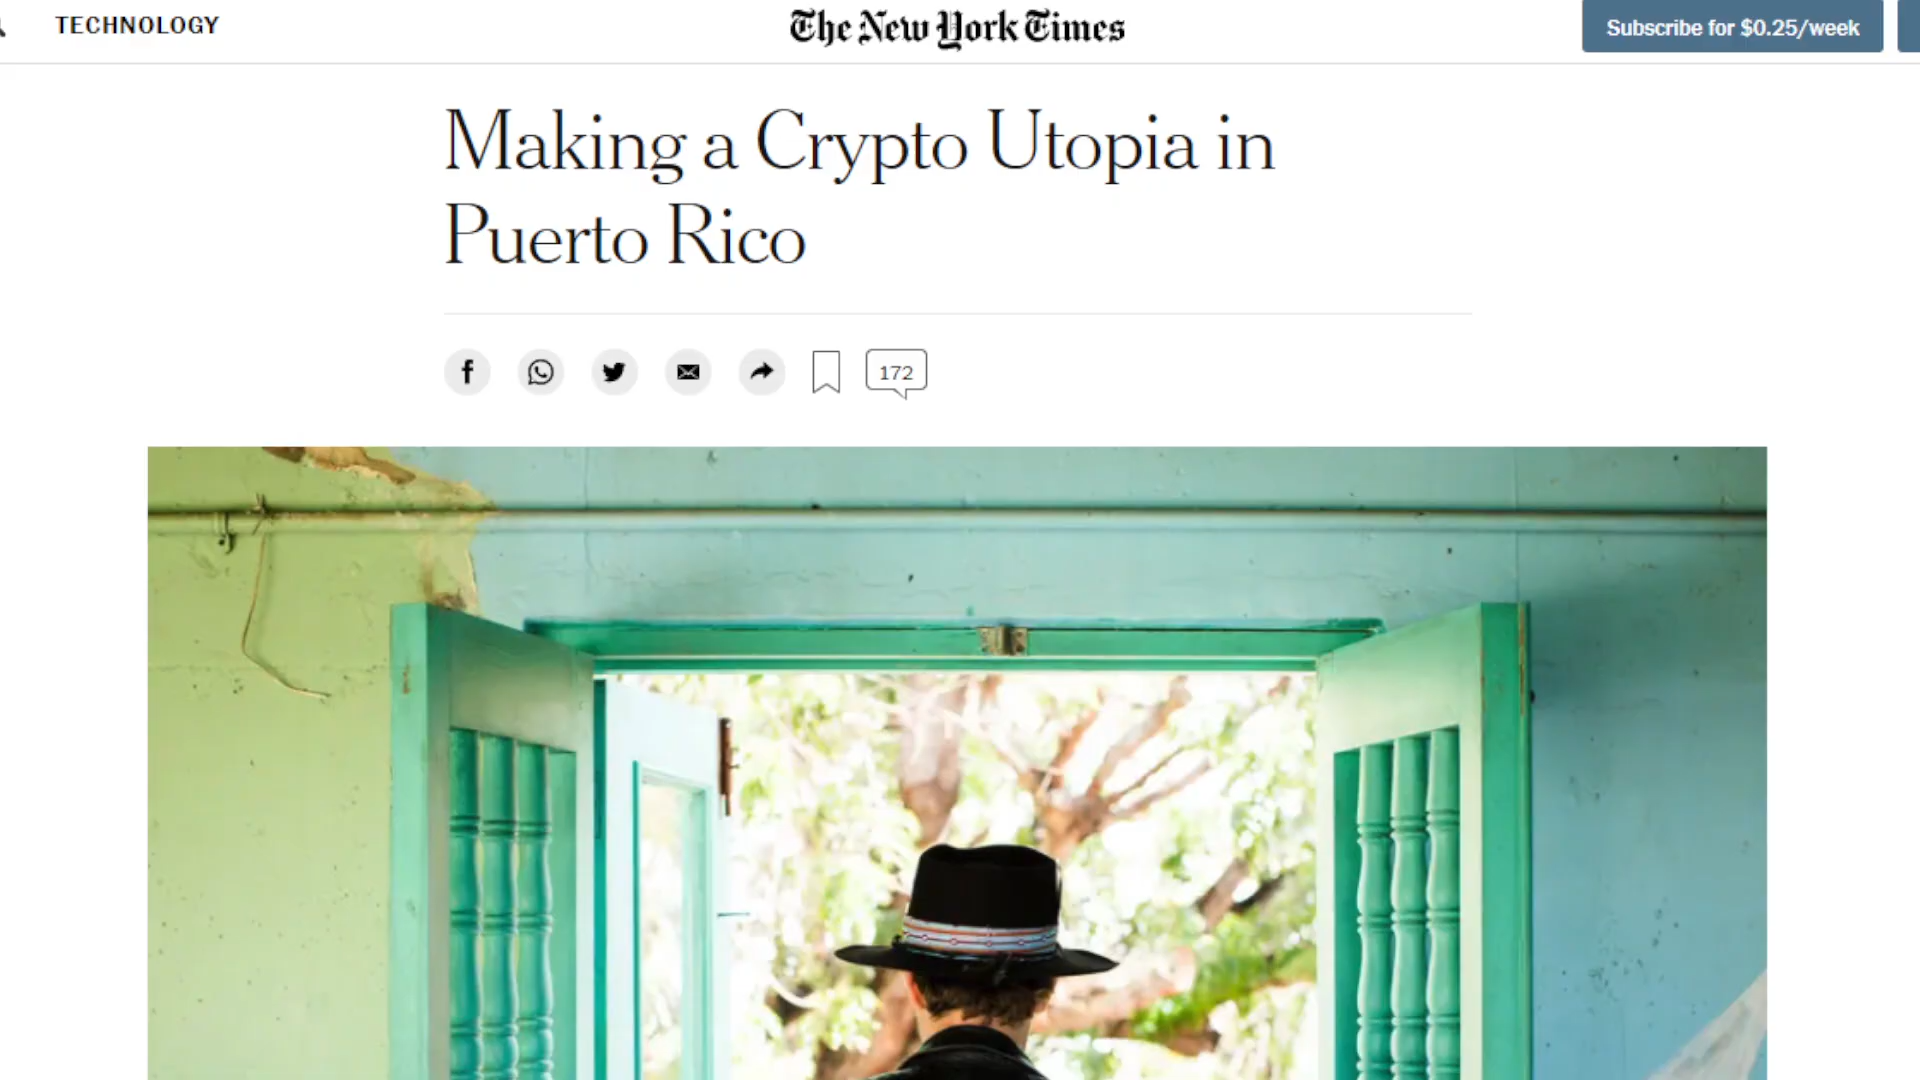 TECHNOLOGY
The New York Times
Subscribe for $0.25/week
Making a Crypto Utopia in
Puerto Rico
172